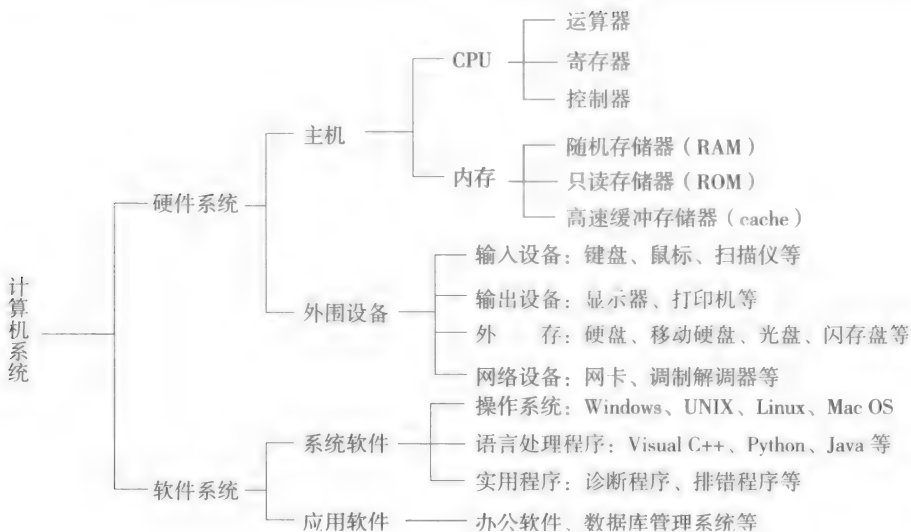 运算器
CPU
寄存器
控制器
主机
随机存储器（RAM）
内存
只读存储器（ROM）
高速缓冲存储器（cache）
硬件系统
输入设备：键盘、鼠标、扫描仪等
输出设备：显示器、打印机等
外围设备
外　　存：硬盘、移动硬盘、光盘、闪存盘等
网络设备：网卡、调制解调器等
计算机系统
操作系统：Windows、UNIX、Linux、Mac OS
系统软件
语言处理程序：Visual C++、Python、Java 等
实用程序：诊断程序、排错程序等
软件系统
应用软件
办公软件、数据库管理系统等